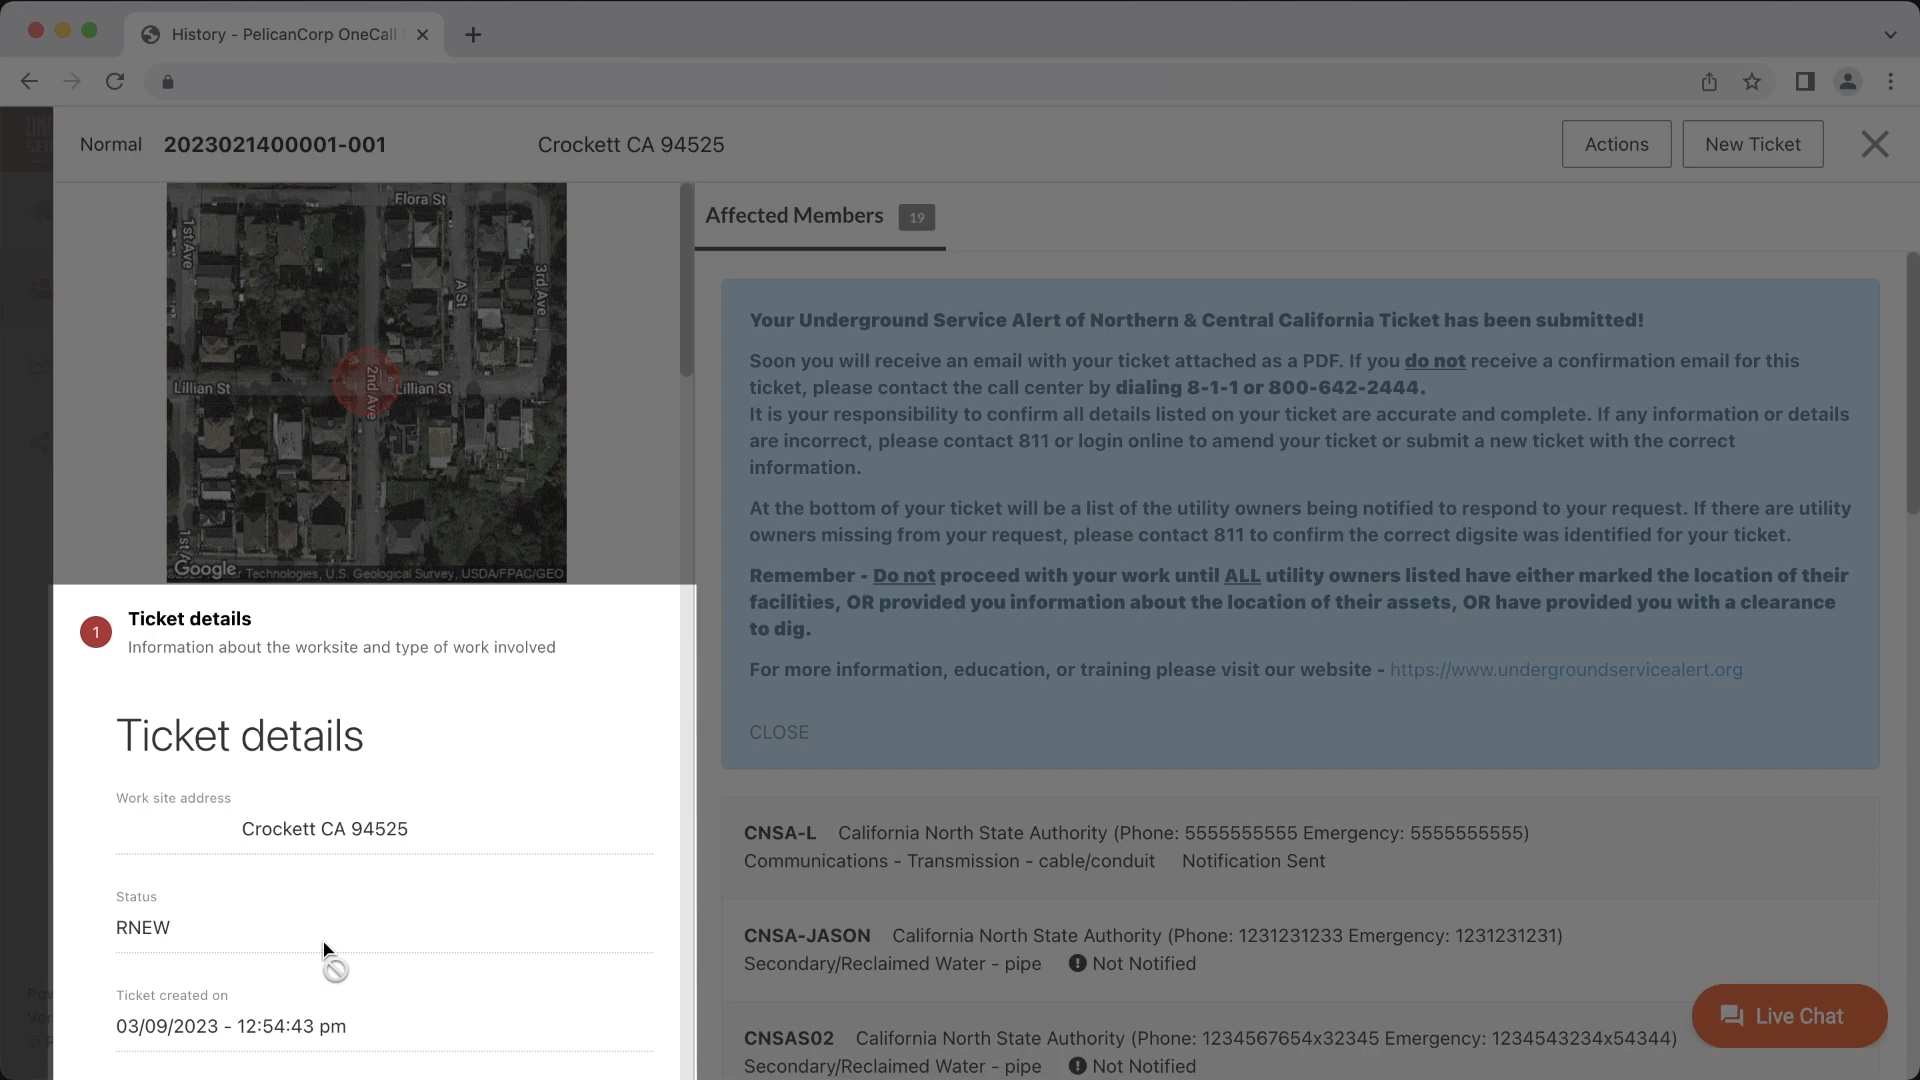 History - PelicanCorp OneCall
Normal 2023021400001-001 Crockett CA 94525 Actions New Ticket
Flora St
1st Ave
A St
3rd Ave
Lillian St
2nd Ave
Lillian St
Google
Technologies, U.S. Geological Survey, USDA/FPAC/GEO
1
Ticket details
Information about the worksite and type of work involved
Ticket details
Work site address
Crockett CA 94525
Status
RNEW
Ticket created on
03/09/2023 - 12:54:43 pm
Affected Members 19
Your Underground Service Alert of Northern & Central California Ticket has been submitted!
Soon you will receive an email with your ticket attached as a PDF. If you do not receive a confirmation email for this
ticket, please contact the call center by dialing 8-1-1 or 800-642-2444.
It is your responsibility to confirm all details listed on your ticket are accurate and complete. If any information or details
are incorrect, please contact 811 or login online to amend your ticket or submit a new ticket with the correct
information.
At the bottom of your ticket will be a list of the utility owners being notified to respond to your request. If there are utility
owners missing from your request, please contact 811 to confirm the correct digsite was identified for your ticket.
Remember - Do not proceed with your work until ALL utility owners listed have either marked the location of their
facilities, OR provided you information about the location of their assets, OR have provided you with a clearance
to dig.
For more information, education, or training please visit our website - https://www.undergroundservicealert.org
CLOSE
CNSA-L California North State Authority (Phone: 5555555555 Emergency: 5555555555)
Communications - Transmission - cable/conduit Notification Sent
CNSA-JASON California North State Authority (Phone: 1231231233 Emergency: 1231231231)
Secondary/Reclaimed Water - pipe Not Notified
CNSAS02 California North State Authority (Phone: 1234567654x32345 Emergency: 1234543234x54344)
Secondary/Reclaimed Water - pipe Not Notified
Live Chat